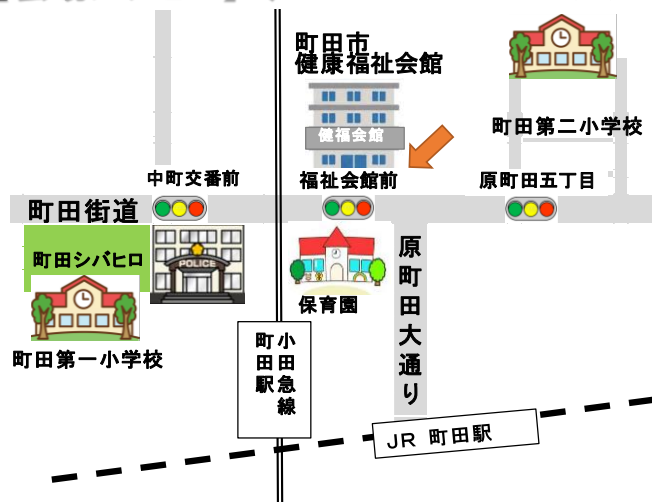 町田市
健康福祉会館
健福会館
町田第二小学校
中町交番前
福祉会館前
原町田五丁目
町田街道
町田シバヒロ
POLICE
保育園
原町田大通り
町田第一小学校
小田急線
町田駅
JR 町田駅